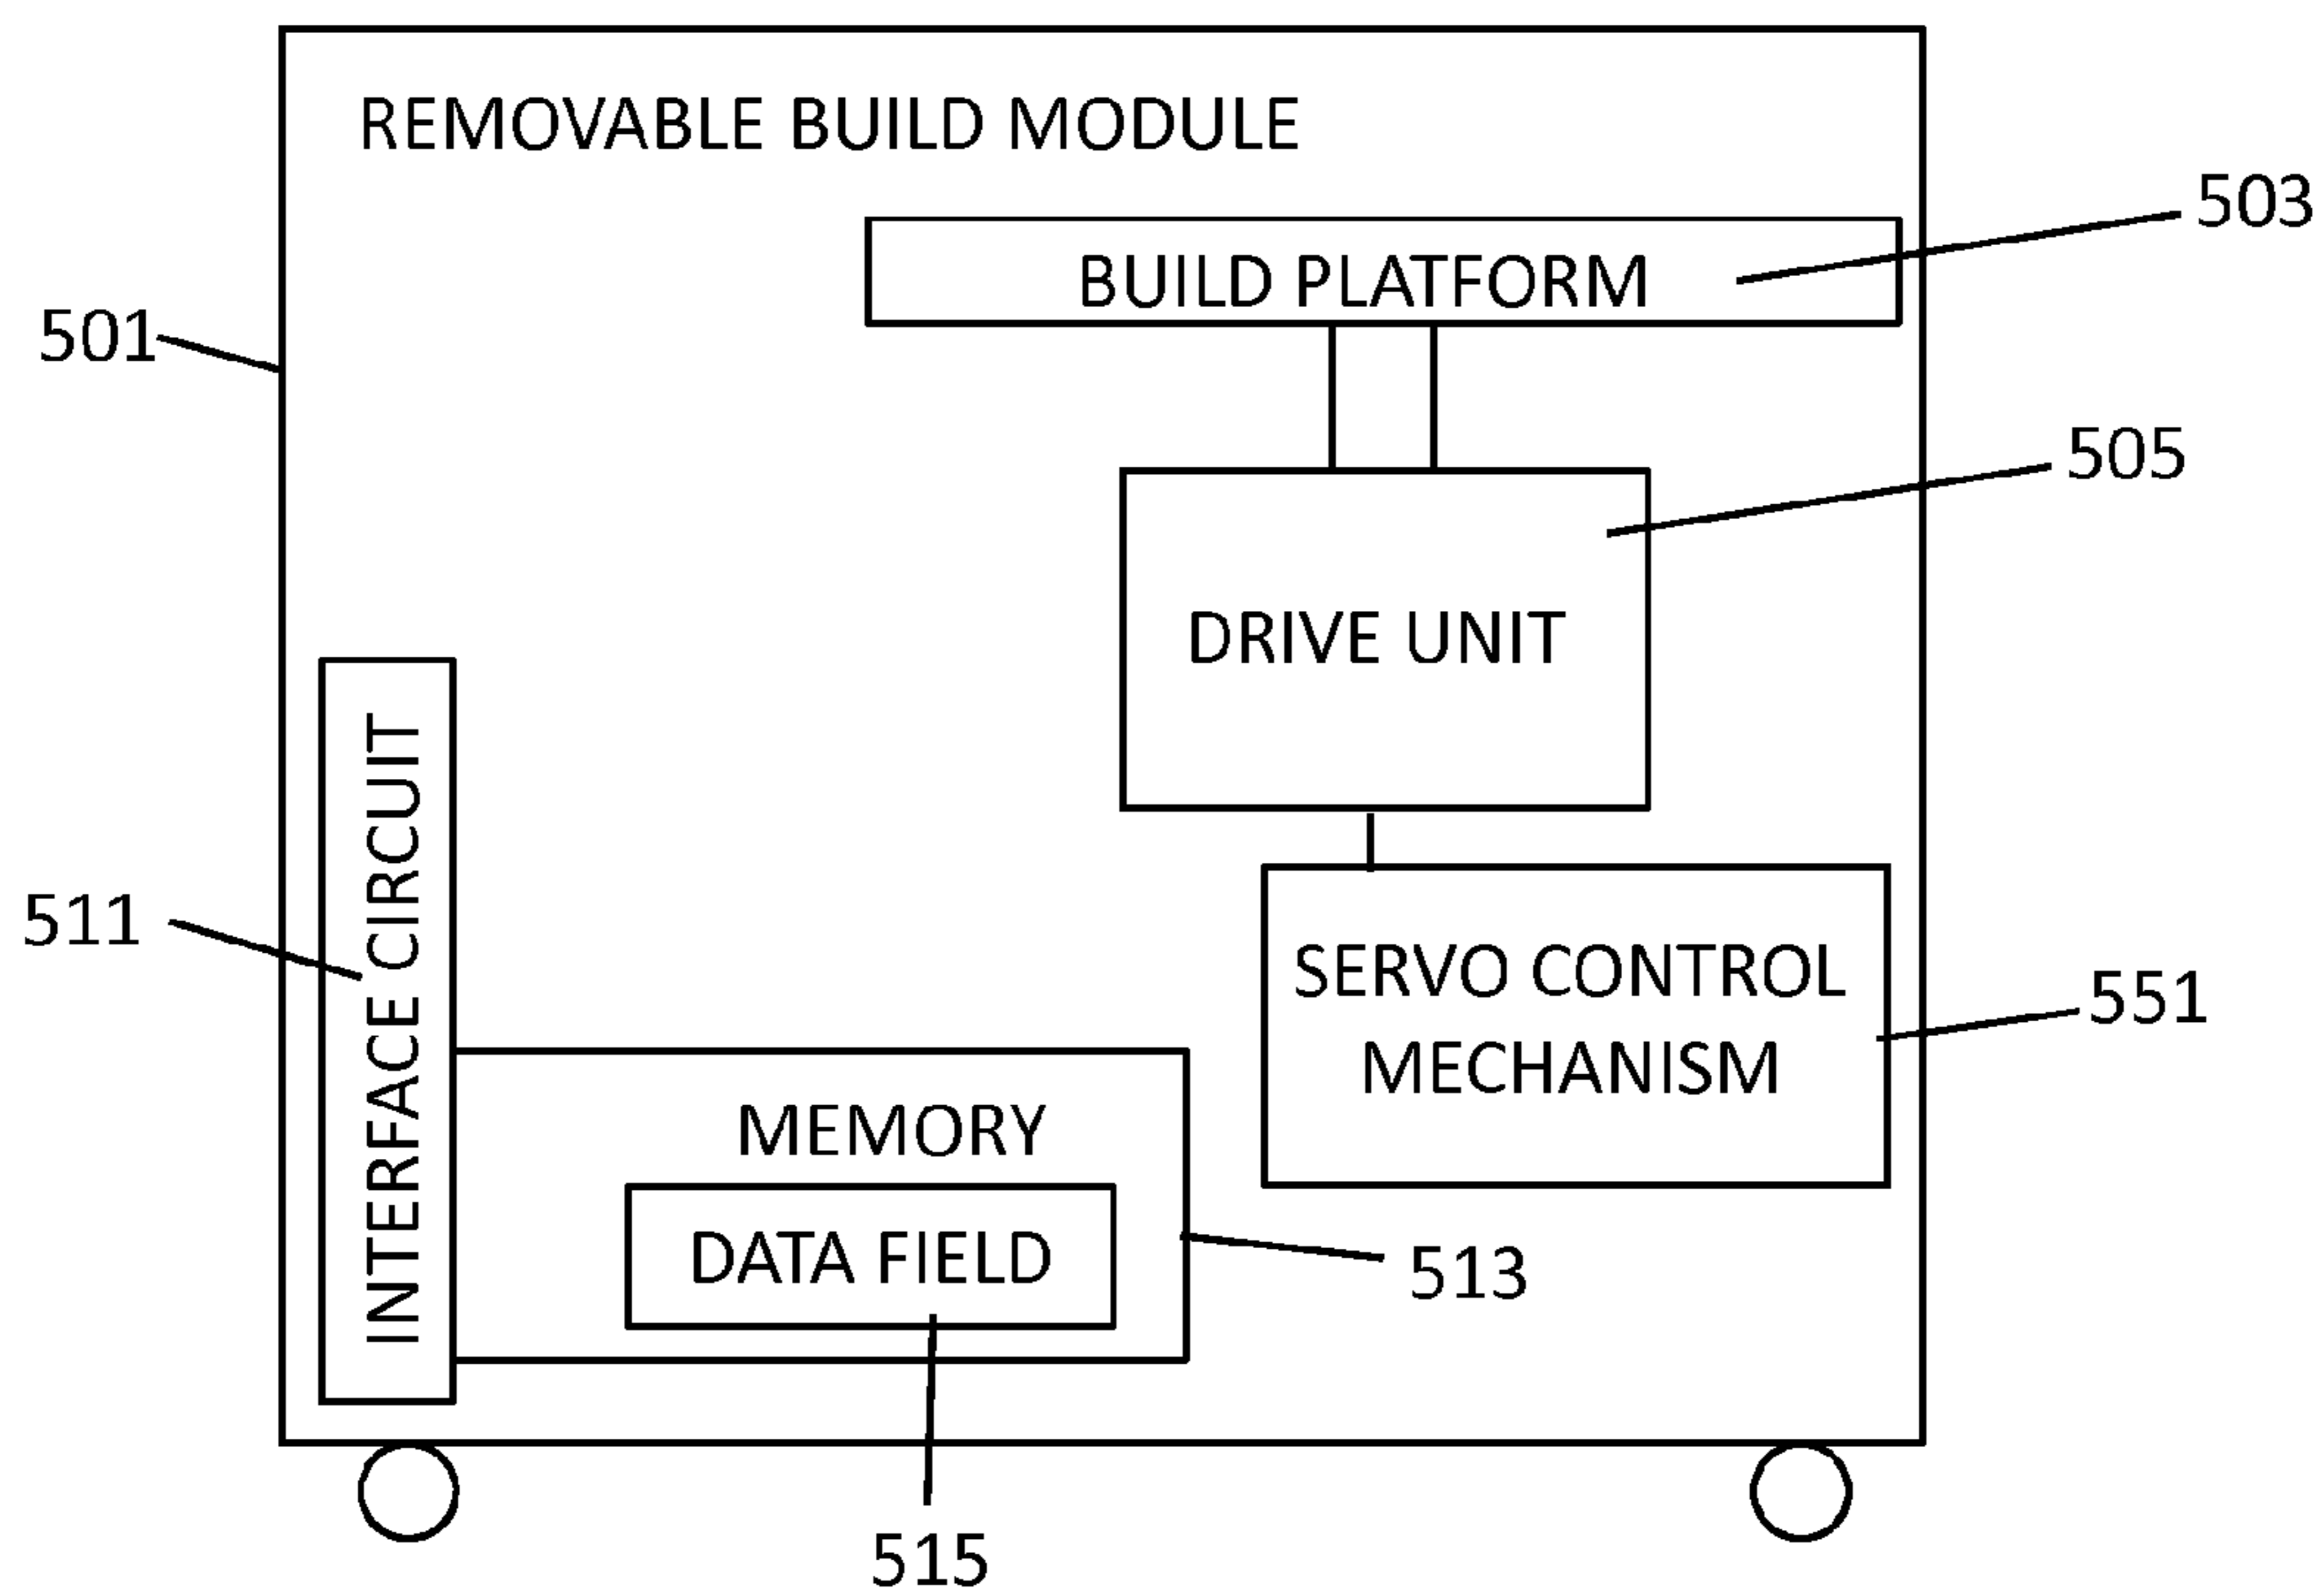 REMOVABLE BUILD MODULE
503
BUILD PLATFORM
501
505
DRIVE UNIT
INTERFACE CIRCUIT
511
SERVO CONTROL
MECHANISM
551
MEMORY
DATA FIELD
513
515